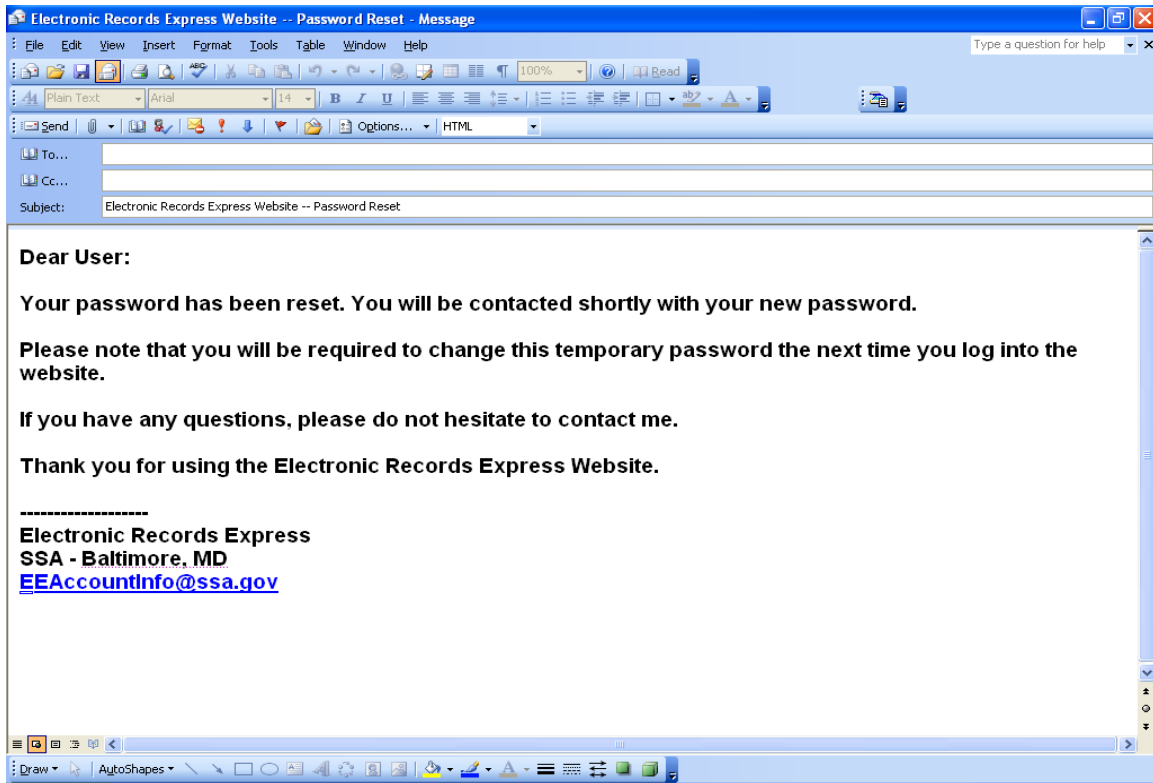 Electronic Records Express Website -- Password Reset - Message
File Edit View Insert Format Tools Table Window Help
Type a question for help
100% Read
Plain Text Arial 14 B I U
Send Options... HTML
To...
Cc...
Subject: Electronic Records Express Website -- Password Reset
Dear User:
Your password has been reset. You will be contacted shortly with your new password.
Please note that you will be required to change this temporary password the next time you log into the
website.
If you have any questions, please do not hesitate to contact me.
Thank you for using the Electronic Records Express Website.
-------------------
Electronic Records Express
SSA - Baltimore, MD
EEAccountInfo@ssa.gov
Draw AutoShapes